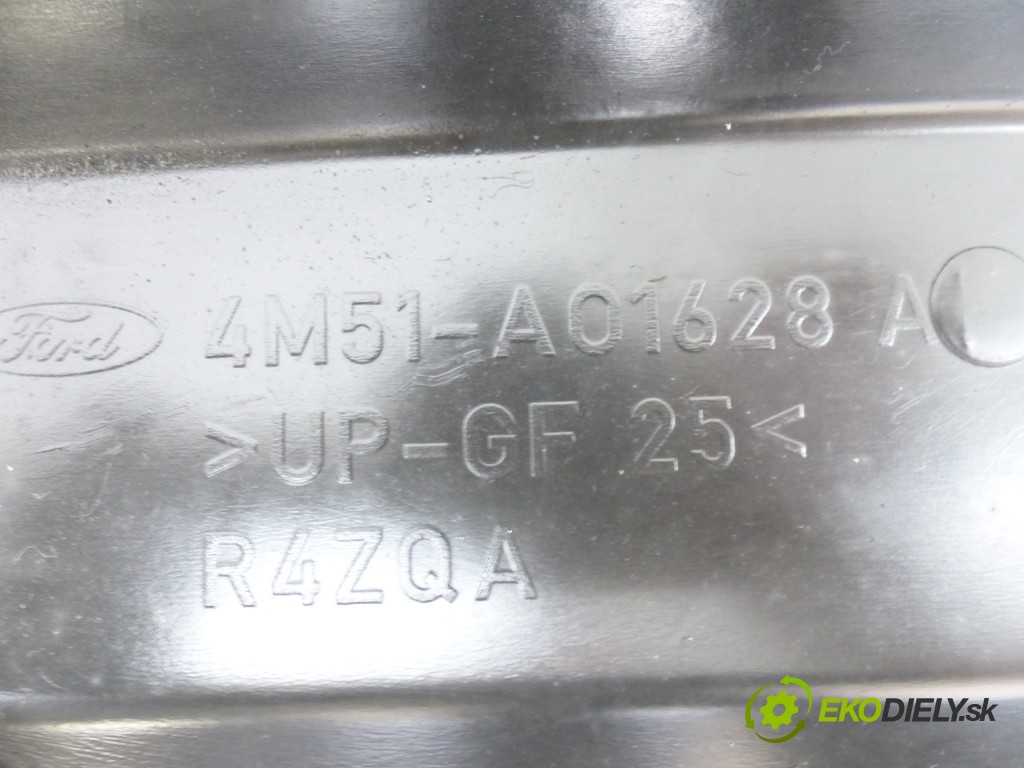 Ford 4M51-A01628 A
>UP-GF 25<
R4ZQA
EKODIELY.sk